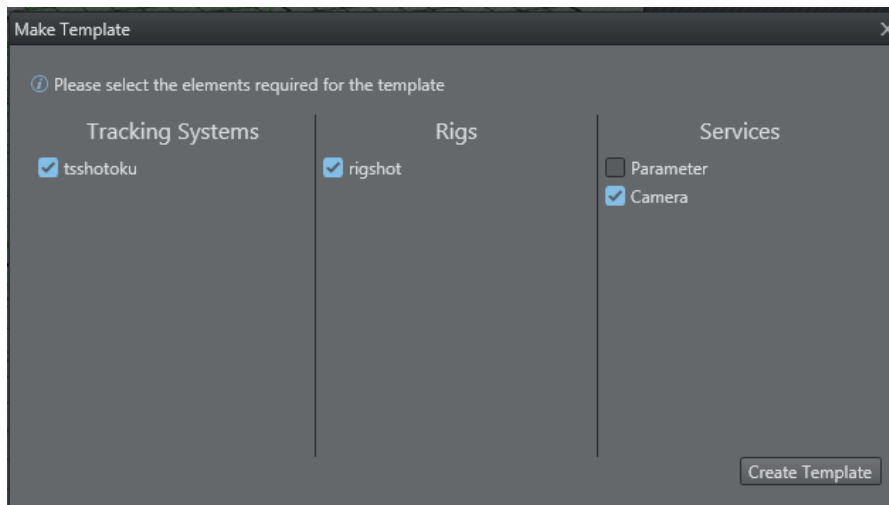 Make Template
Please select the elements required for the template
Tracking Systems
tsshotoku
Rigs
rigshot
Services
Parameter
Camera
Create Template